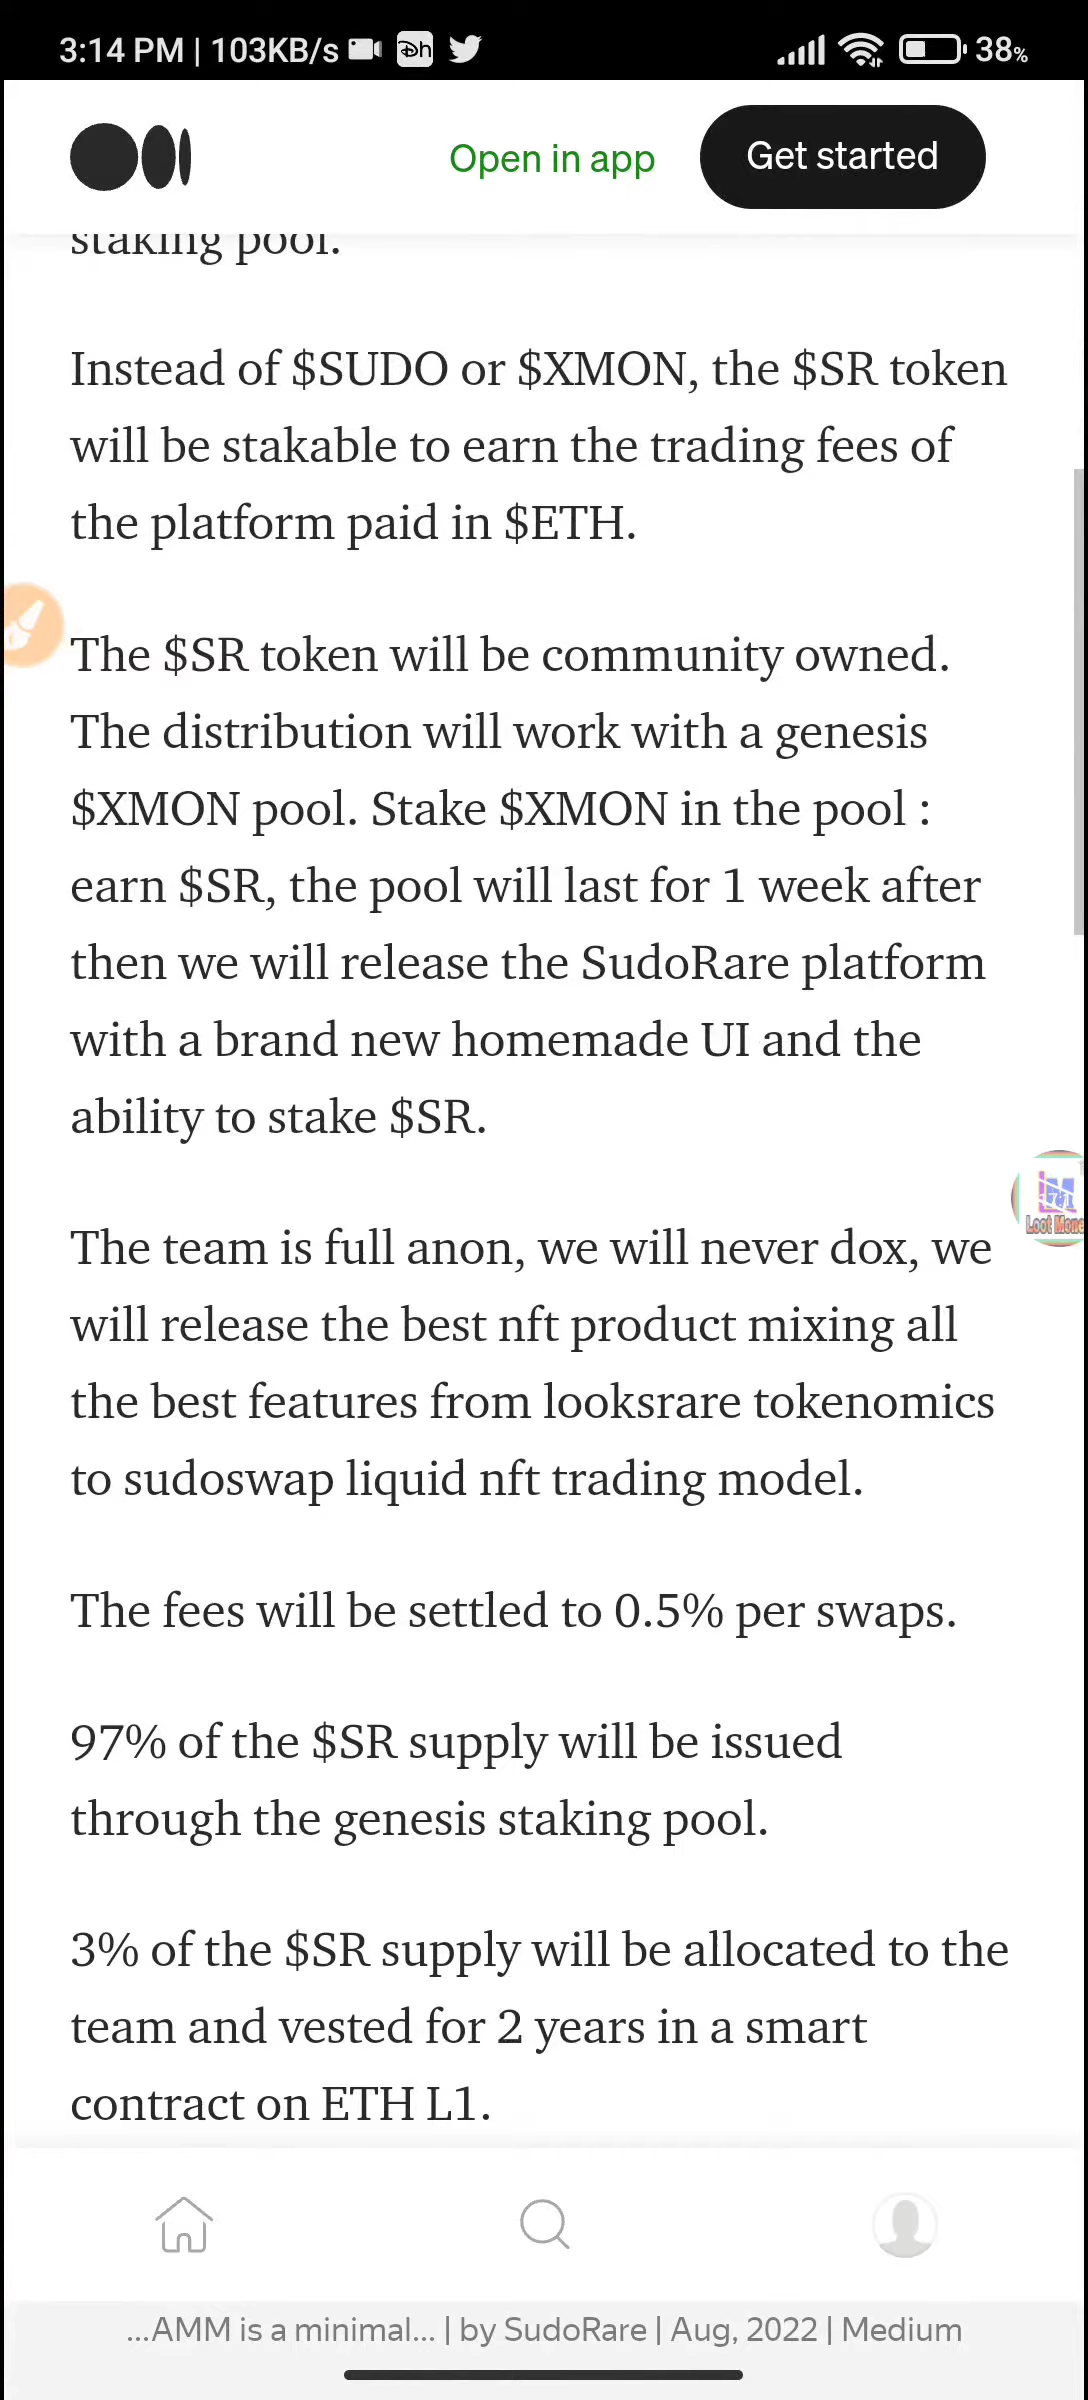 3:14 PM | 103KB/s Dh 38%
Open in app Get started
staking pool.
Instead of $SUDO or $XMON, the $SR token
will be stakable to earn the trading fees of
the platform paid in $ETH.
The $SR token will be community owned.
The distribution will work with a genesis
$XMON pool. Stake $XMON in the pool :
earn $SR, the pool will last for 1 week after
then we will release the SudoRare platform
with a brand new homemade UI and the
ability to stake $SR.
The team is full anon, we will never dox, we
will release the best nft product mixing all
the best features from looksrare tokenomics
to sudoswap liquid nft trading model.
The fees will be settled to 0.5% per swaps.
97% of the $SR supply will be issued
through the genesis staking pool.
3% of the $SR supply will be allocated to the
team and vested for 2 years in a smart
contract on ETH L1.
...AMM is a minimal... | by SudoRare | Aug, 2022 | Medium